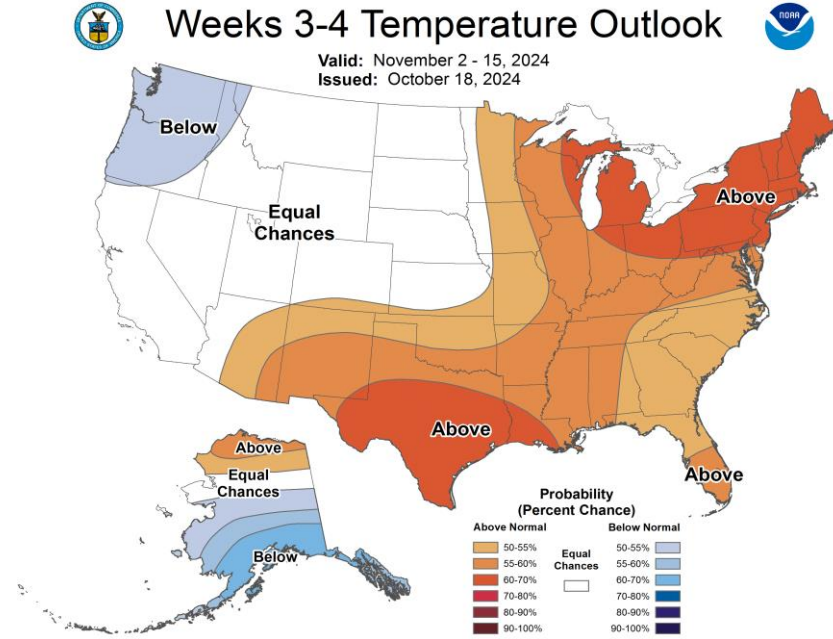 Weeks 3-4 Temperature Outlook
NOAA
Valid: November 2 - 15, 2024
Issued: October 18, 2024
Below
Equal
Chances
Above
Above
Above
Above
Equal
Chances
Below
Probability
(Percent Chance)
Above Normal
Below Normal
Equal
Chances
50-55%
55-60%
60-70%
70-80%
80-90%
90-100%
50-55%
55-60%
60-70%
70-80%
80-90%
90-100%